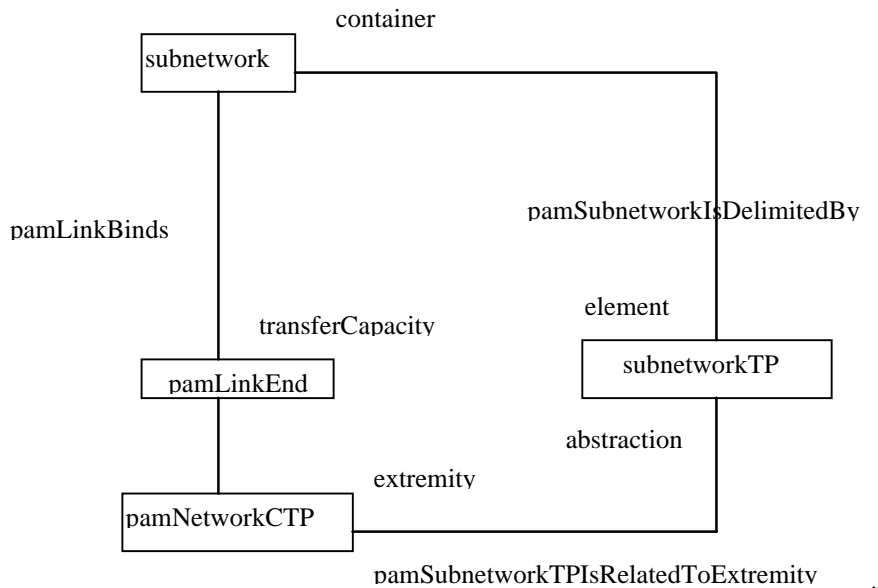 container
subnetwork
pamSubnetworkIsDelimitedBy
pamLinkBinds
element
transferCapacity
subnetworkTP
pamLinkEnd
abstraction
extremity
pamNetworkCTP
pamSubnetworkTPIsRelatedToExtremity
.